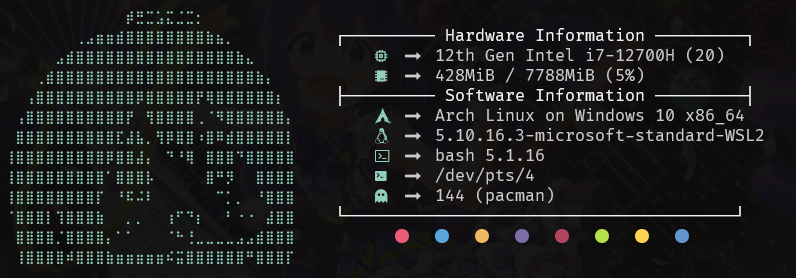 Hardware Information
12th Gen Intel i7-12700H (20)
428MiB / 7788MiB (5%)
Software Information
Arch Linux on Windows 10 x86_64
5.10.16.3-microsoft-standard-WSL2
bash 5.1.16
/dev/pts/4
144 (pacman)